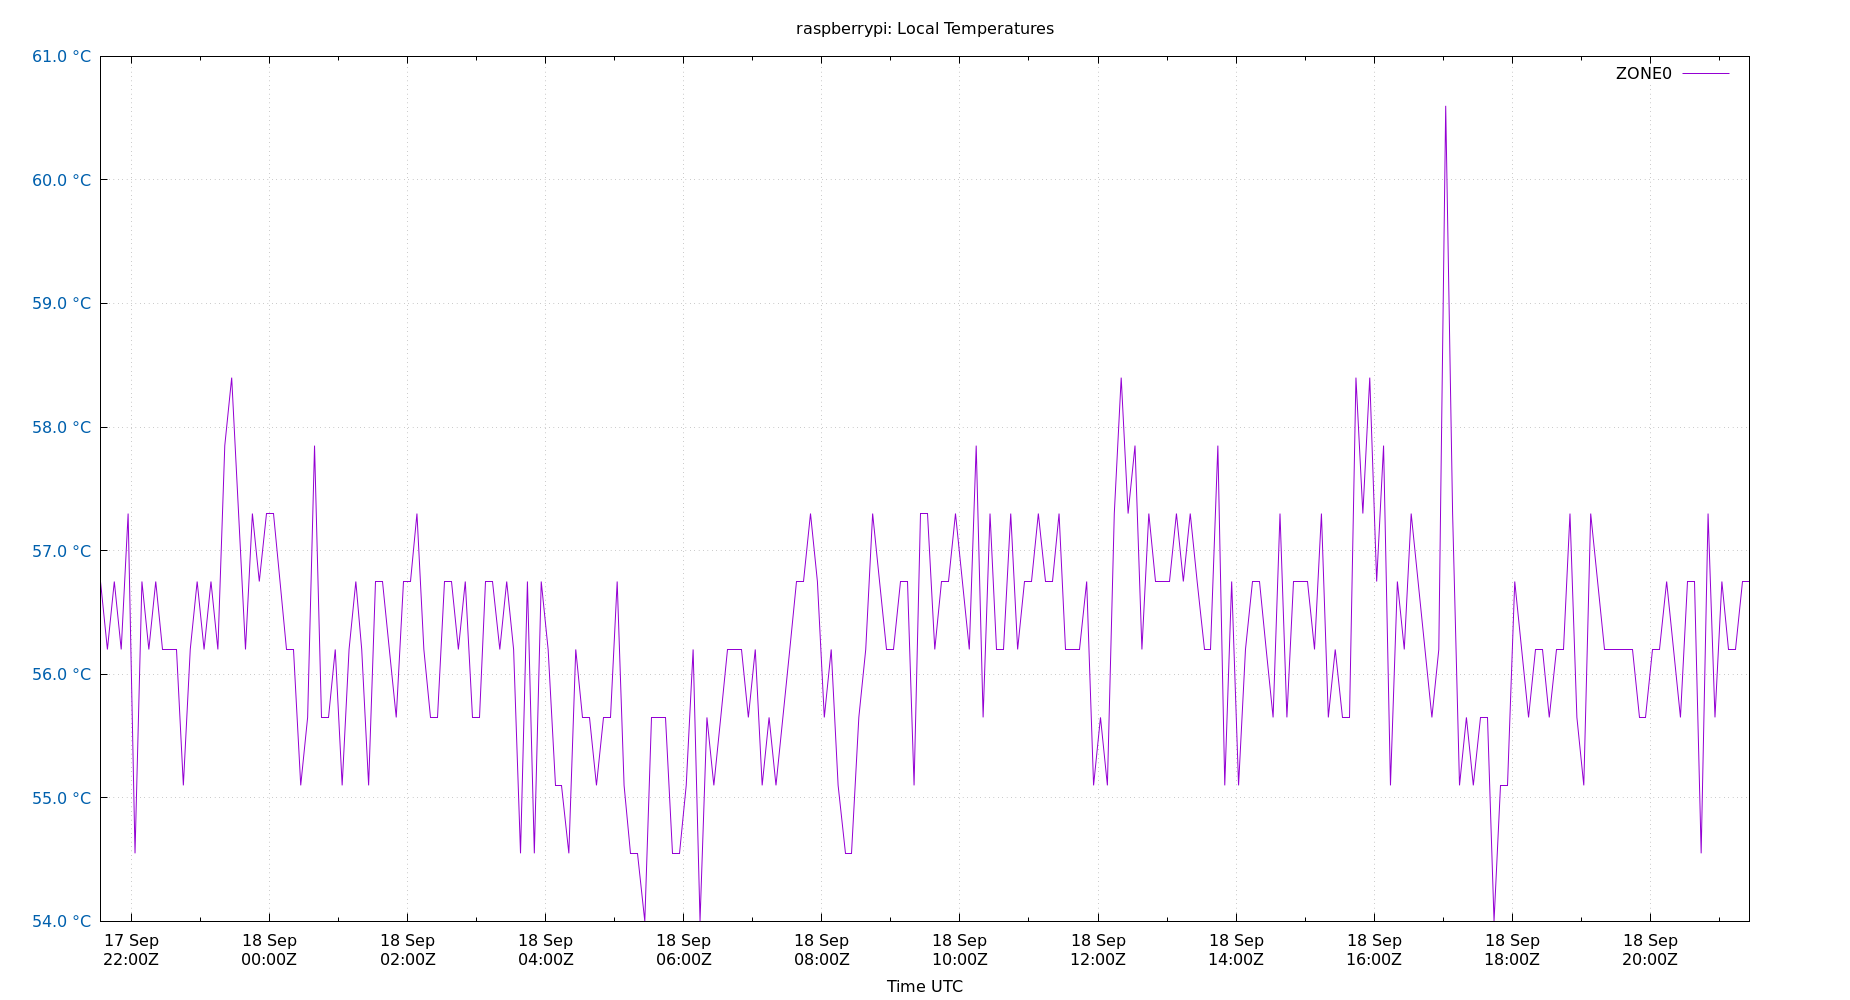 raspberrypi: Local Temperatures
ZONE0
61.0 °C
60.0 °C
59.0 °C
58.0 °C
57.0 °C
56.0 °C
55.0 °C
54.0 °C
17 Sep 18 Sep 18 Sep 18 Sep 18 Sep 18 Sep 18 Sep 18 Sep 18 Sep 18 Sep 18 Sep 18 Sep
22:00Z 00:00Z 02:00Z 04:00Z 06:00Z 08:00Z 10:00Z 12:00Z 14:00Z 16:00Z 18:00Z 20:00Z
Time UTC